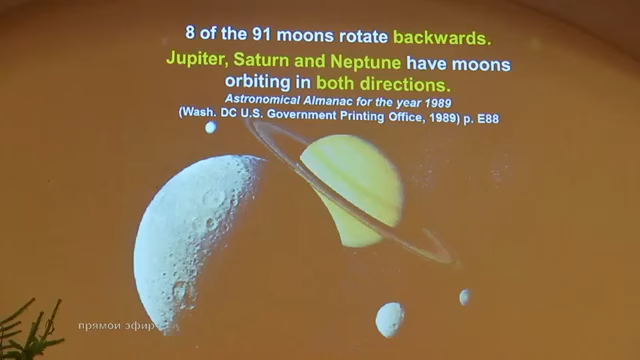 8 of the 91 moons rotate backwards.
Jupiter, Saturn and Neptune have moons
orbiting in both directions.
Astronomical Almanac for the year 1989
(Wash. DC U.S. Government Printing Office, 1989) p. E88
прямой эфир